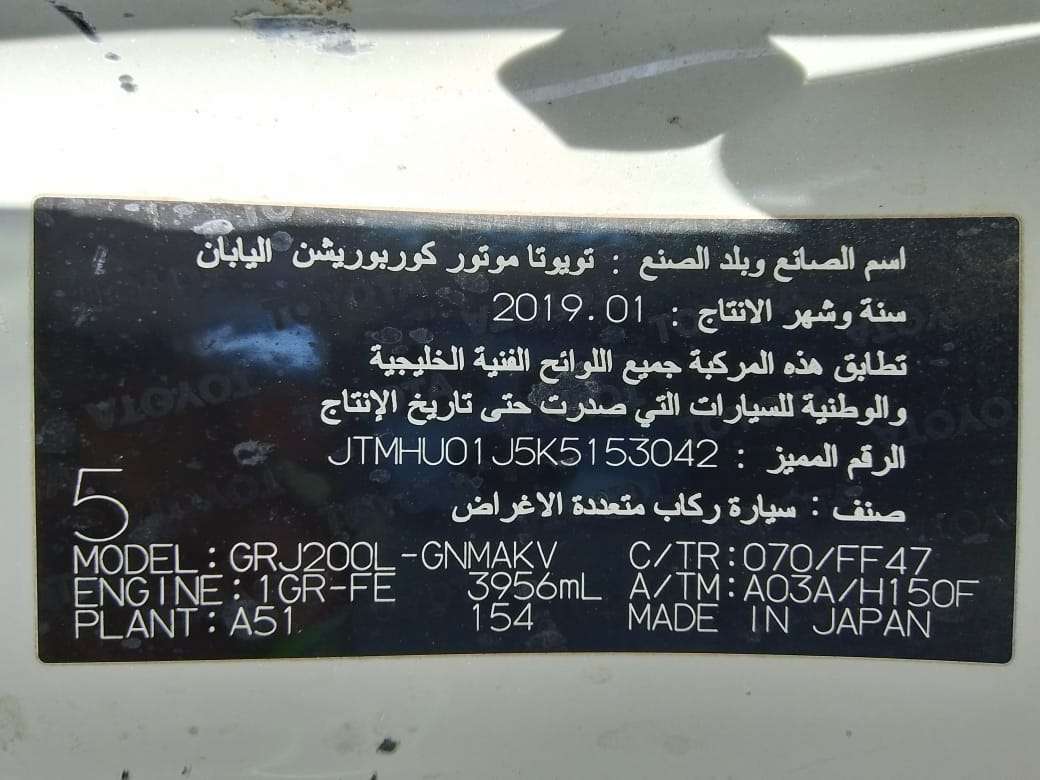 اسم الصانع وبلد الصنع : تويوتا موتور كوربوريشن اليابان
سنة وشهر الانتاج : 2019.01
تطابق هذه المركبة جميع اللوائح الفنية الخليجية
والوطنية للسيارات التي صدرت حتى تاريخ الإنتاج
الرقم المميز : JTMHU01J5K5153042
صنف : سيارة ركاب متعددة الاغراض
5
MODEL: GRJ200L-GNMAKV C/TR: 070/FF47
ENGINE: 1GR-FE 3956mL A/TM: A03A/H150F
PLANT: A51 154 MADE IN JAPAN